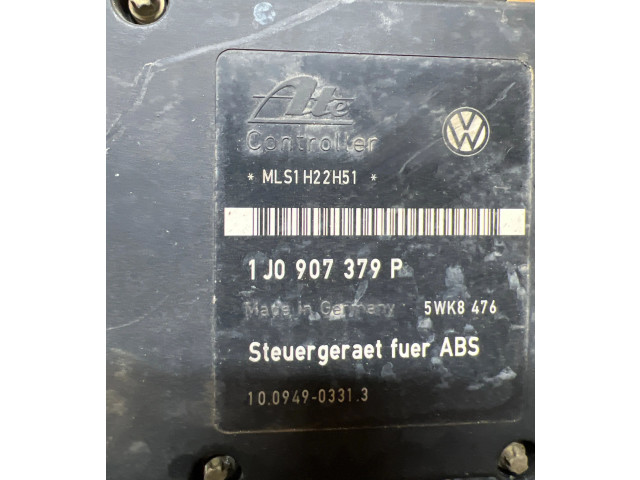 Ate
Controller
* MLS1H22H51 *
1J0 907 379 P
Made in Germany 5WK8 476
Steuergeraet fuer ABS
10.0949-0331.3